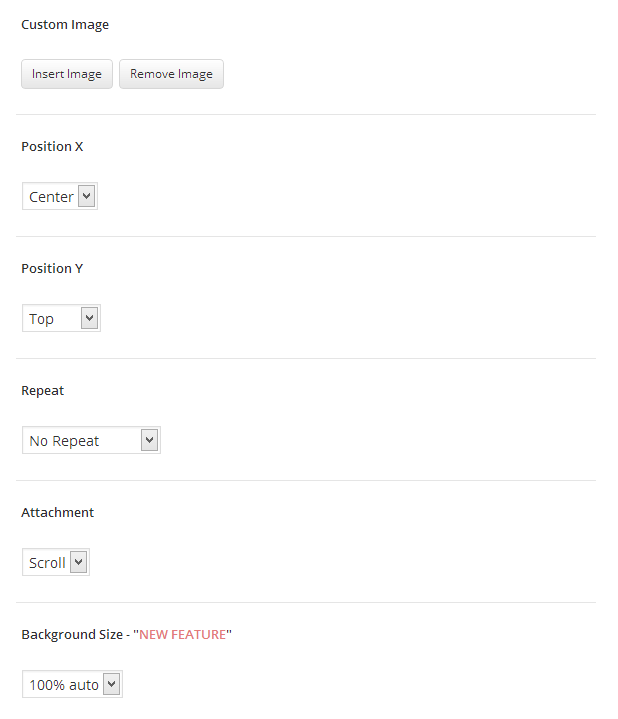 Custom Image
Insert Image Remove Image
Position X
Center
Position Y
Top
Repeat
No Repeat
Attachment
Scroll
Background Size - "NEW FEATURE"
100% auto